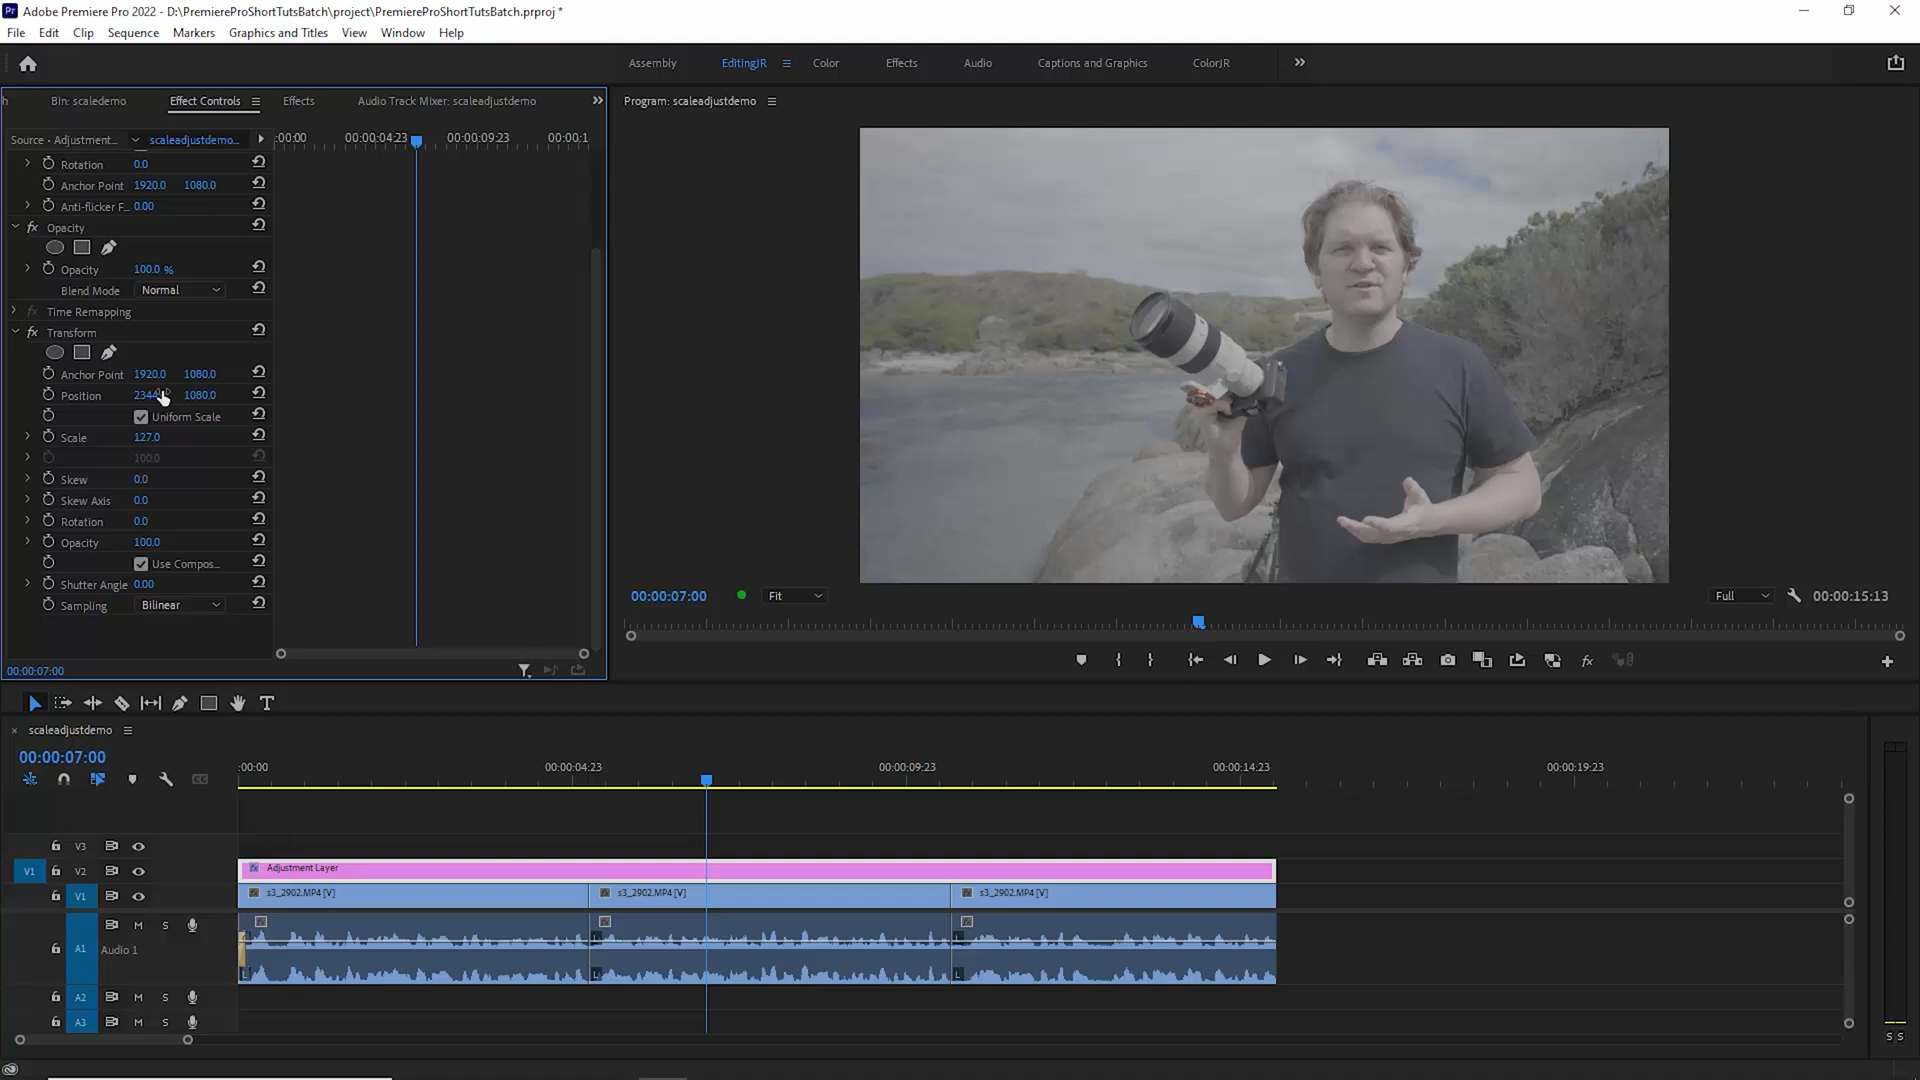 Adobe Premiere Pro 2022 - D:\PremiereProShortTutsBatch\project\PremiereProShortTutsBatch.prproj *
File Edit Clip Sequence Markers Graphics and Titles View Window Help
Assembly EditingJR Color Effects Audio Captions and Graphics ColorJR
h Bin: scaledemo Effect Controls Effects Audio Track Mixer: scaleadjustdemo
Program: scaleadjustdemo
Source • Adjustment... scaleadjustdemo... :00:00 00:00:04:23 00:00:09:23 00:00:1
Rotation 0.0
Anchor Point 1920.0 1080.0
Anti-flicker F... 0.00
fx Opacity
Opacity 100.0 %
Blend Mode Normal
fx Time Remapping
fx Transform
Anchor Point 1920.0 1080.0
Position 1080.0
Uniform Scale
Scale 127.0
100.0
Skew 0.0
Skew Axis 0.0
Rotation 0.0
Opacity 100.0
Use Compos...
Shutter Angle 0.00
Sampling Bilinear
00:00:07:00
00:00:07:00 Fit Full 00:00:15:13
fx
T
× scaleadjustdemo
00:00:07:00
:00:00 00:00:04:23 00:00:09:23 00:00:14:23 00:00:19:23
CC
V3
V1 V2 fx Adjustment Layer
V1 s3_2902.MP4 [V] s3_2902.MP4 [V] s3_2902.MP4 [V]
M S
A1 Audio 1
L L L
A2 M S
A3 M S
S S